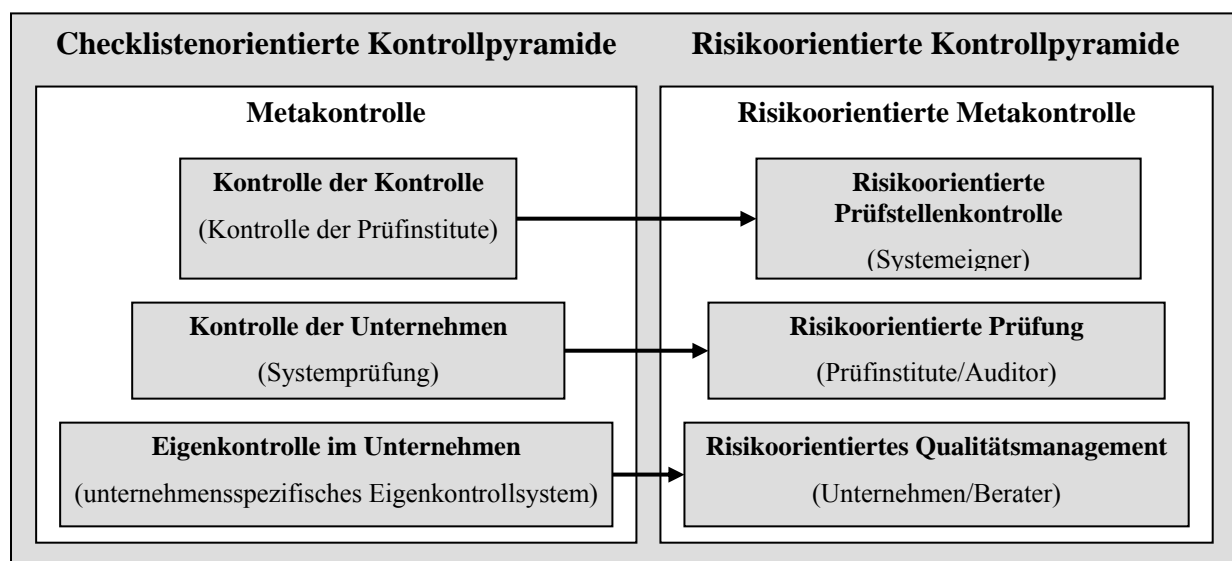 Checklistenorientierte Kontrollpyramide
Metakontrolle
Kontrolle der Kontrolle
(Kontrolle der Prüfinstitute)
Kontrolle der Unternehmen
(Systemprüfung)
Eigenkontrolle im Unternehmen
(unternehmensspezifisches Eigenkontrollsystem)
Risikoorientierte Kontrollpyramide
Risikoorientierte Metakontrolle
Risikoorientierte
Prüfstellenkontrolle
(Systemeigner)
Risikoorientierte Prüfung
(Prüfinstitute/Auditor)
Risikoorientiertes Qualitätsmanagement
(Unternehmen/Berater)